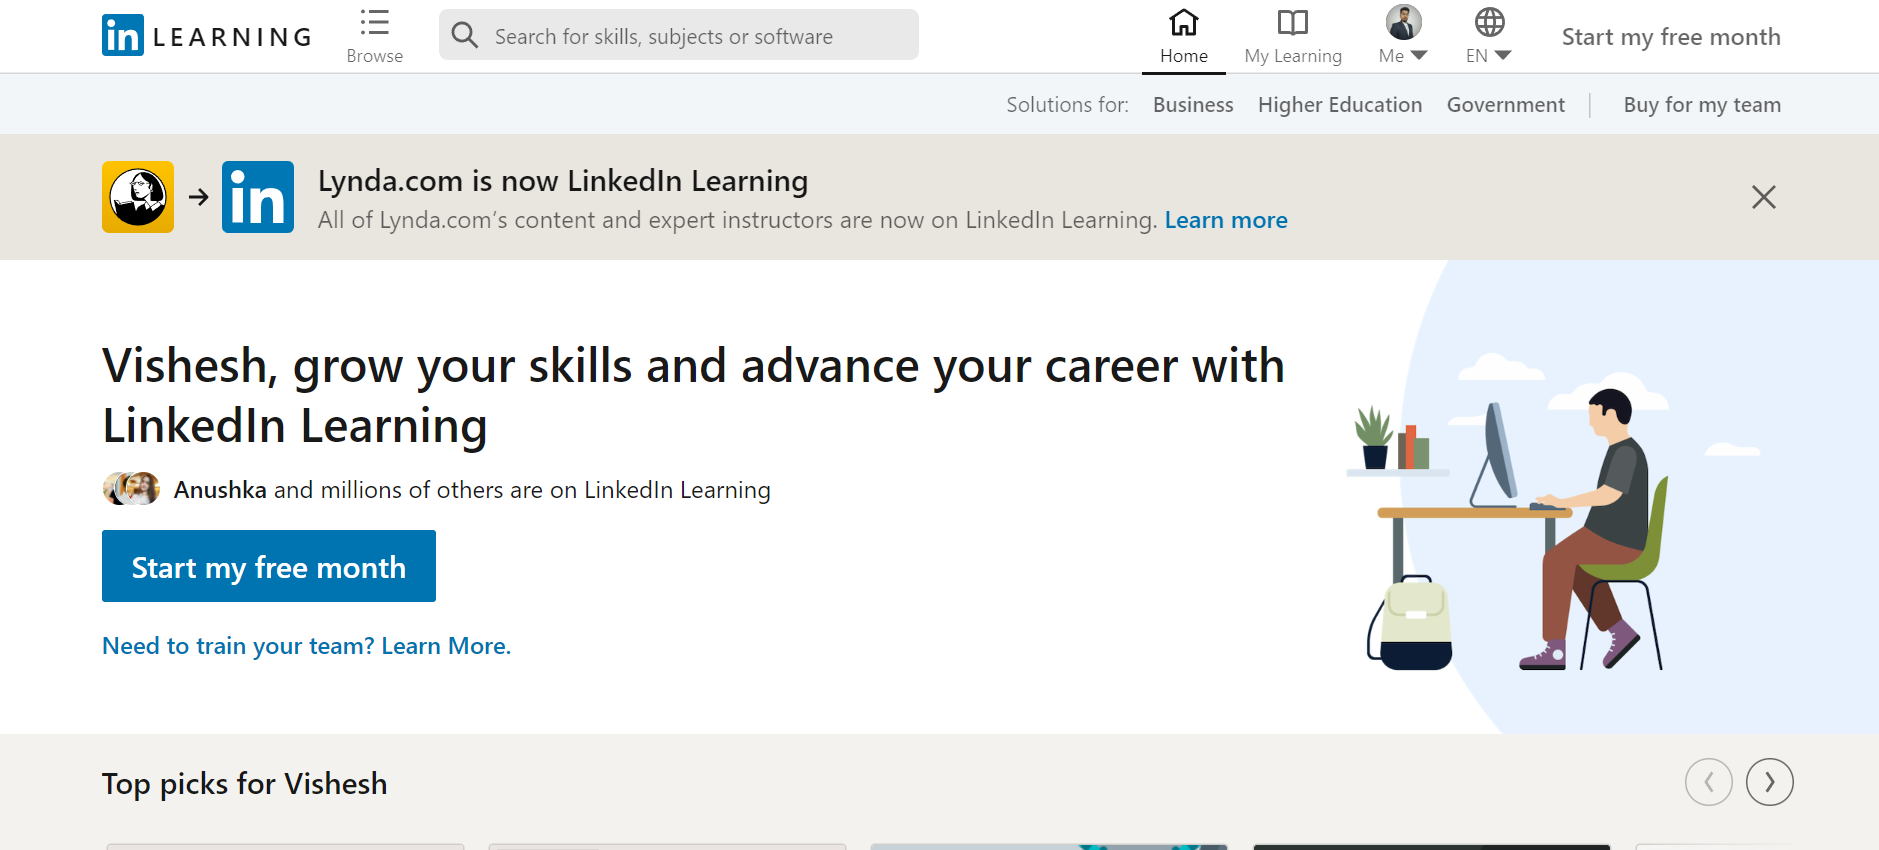 in LEARNING
Browse
Search for skills, subjects or software
Home
My Learning
Me
EN
Start my free month
Solutions for: Business Higher Education Government Buy for my team
in
Lynda.com is now LinkedIn Learning
All of Lynda.com’s content and expert instructors are now on LinkedIn Learning. Learn more
Vishesh, grow your skills and advance your career with
LinkedIn Learning
Anushka and millions of others are on LinkedIn Learning
Start my free month
Need to train your team? Learn More.
Top picks for Vishesh